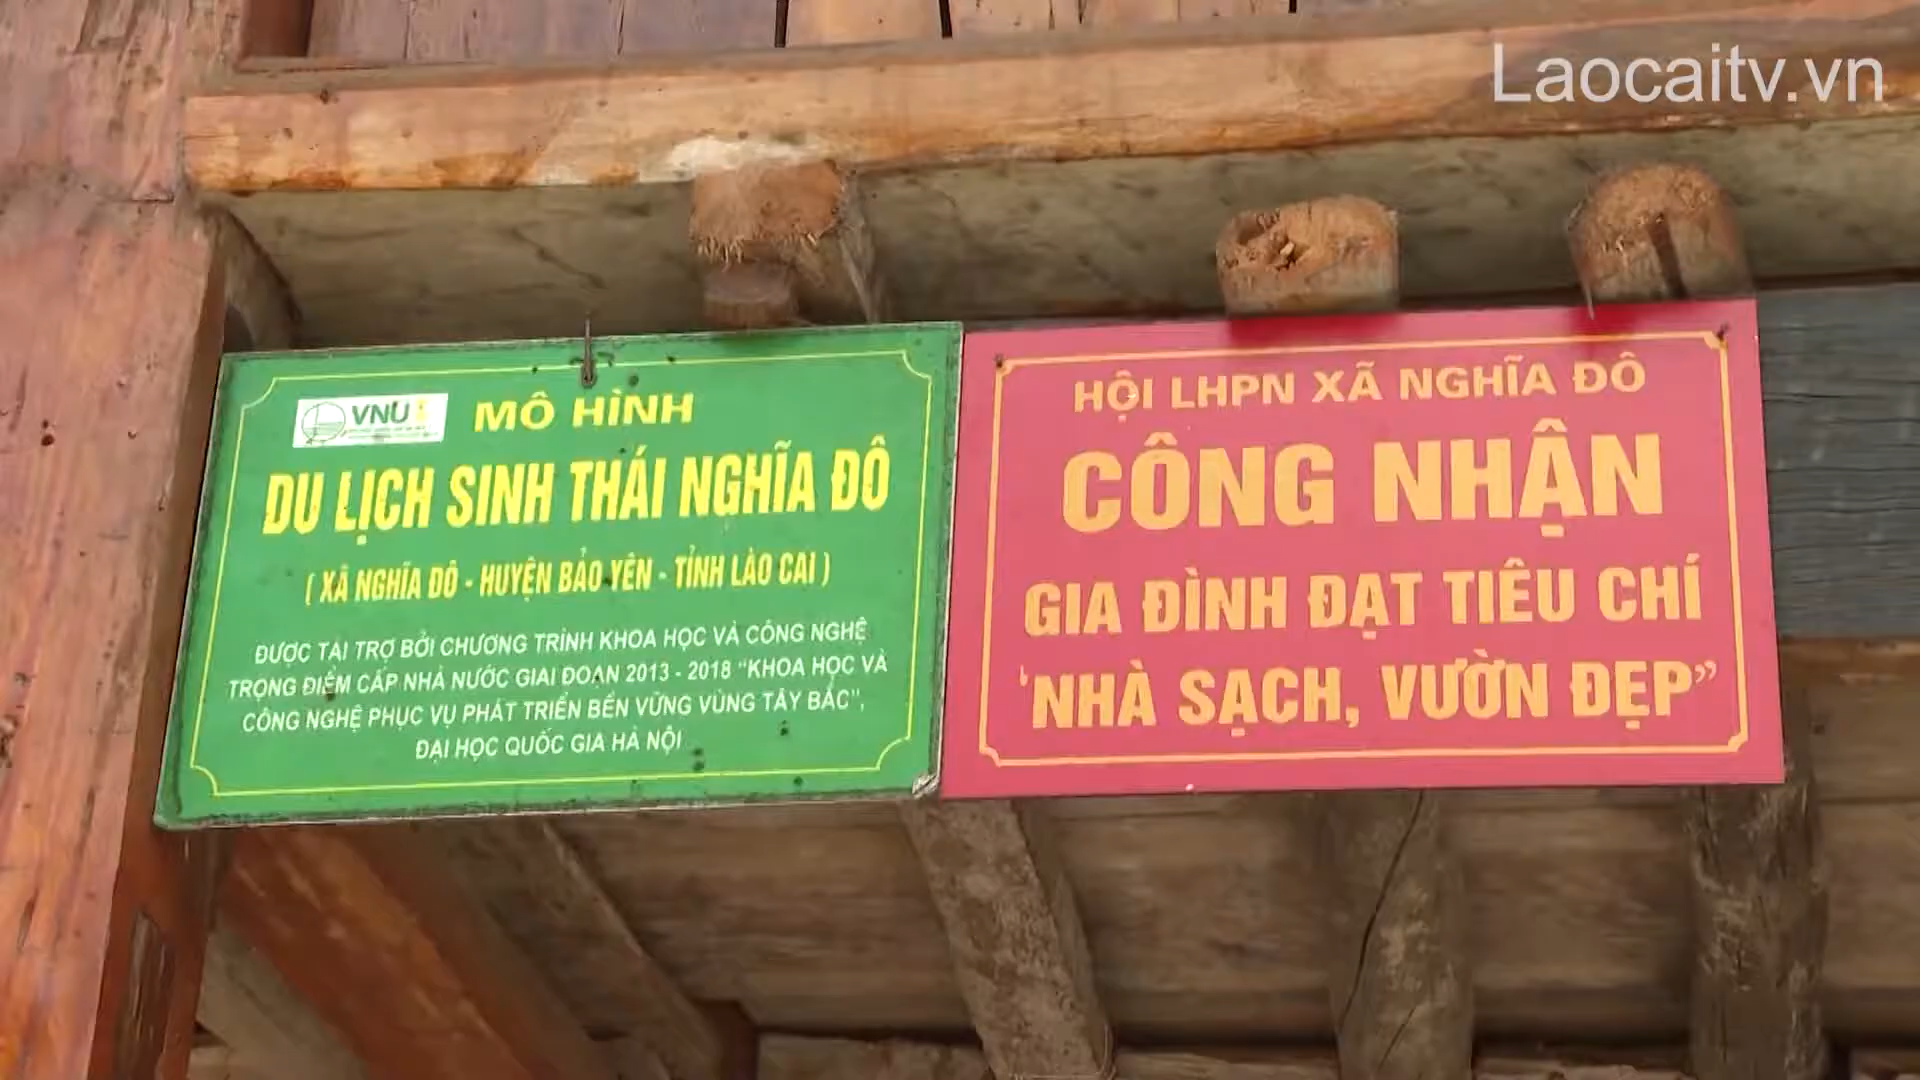 Laocaitv.vn
VNU
MÔ HÌNH
DU LỊCH SINH THÁI NGHĨA ĐÔ
( XÃ NGHĨA ĐÔ - HUYỆN BẢO YÊN - TỈNH LÀO CAI )
ĐƯỢC TÀI TRỢ BỞI CHƯƠNG TRÌNH KHOA HỌC VÀ CÔNG NGHỆ
TRỌNG ĐIỂM CẤP NHÀ NƯỚC GIAI ĐOẠN 2013 - 2018 "KHOA HỌC VÀ
CÔNG NGHỆ PHỤC VỤ PHÁT TRIỂN BỀN VỮNG VÙNG TÂY BẮC",
ĐẠI HỌC QUỐC GIA HÀ NỘI
HỘI LHPN XÃ NGHĨA ĐÔ
CÔNG NHẬN
GIA ĐÌNH ĐẠT TIÊU CHÍ
'NHÀ SẠCH, VƯỜN ĐẸP”